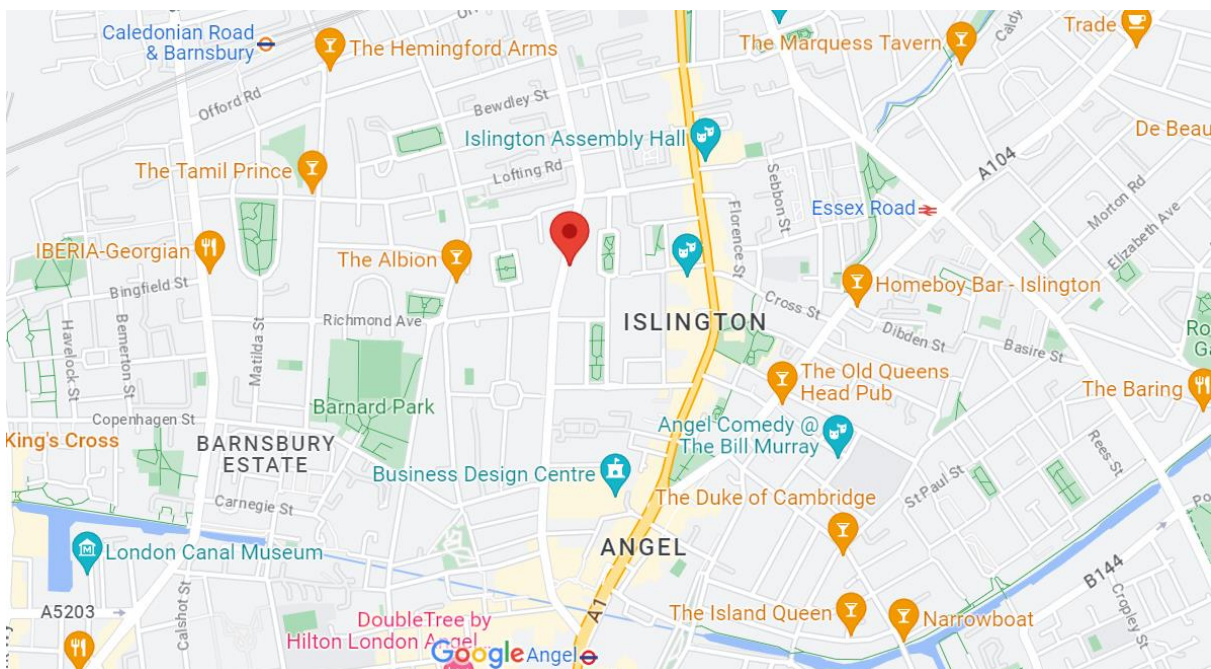 Caledonian Road
& Barnsbury
The Hemingford Arms
Offord Rd
Bewdley St
The Marquess Tavern
Trade
Islington Assembly Hall
De Beau
The Tamil Prince
Lofting Rd
Sebbon St
A104
Essex Road
Morton Rd
Elizabeth Ave
Florence St
IBERIA-Georgian
The Albion
Bingfield St
Homeboy Bar - Islington
Cross St
Richmond Ave
ISLINGTON
Dibden St
Basire St
Havelock St
Bemerton St
Matilda St
The Old Queens
Head Pub
The Baring
Barnard Park
Copenhagen St
King's Cross
BARNSBURY
ESTATE
Angel Comedy @
The Bill Murray
Rees St
Business Design Centre
St Paul St
The Duke of Cambridge
Carnegie St
ANGEL
London Canal Museum
B144
A5203
Calshot St
A1
The Island Queen
Narrowboat
Cropley St
DoubleTree by
Hilton London Angel
Google
Angel